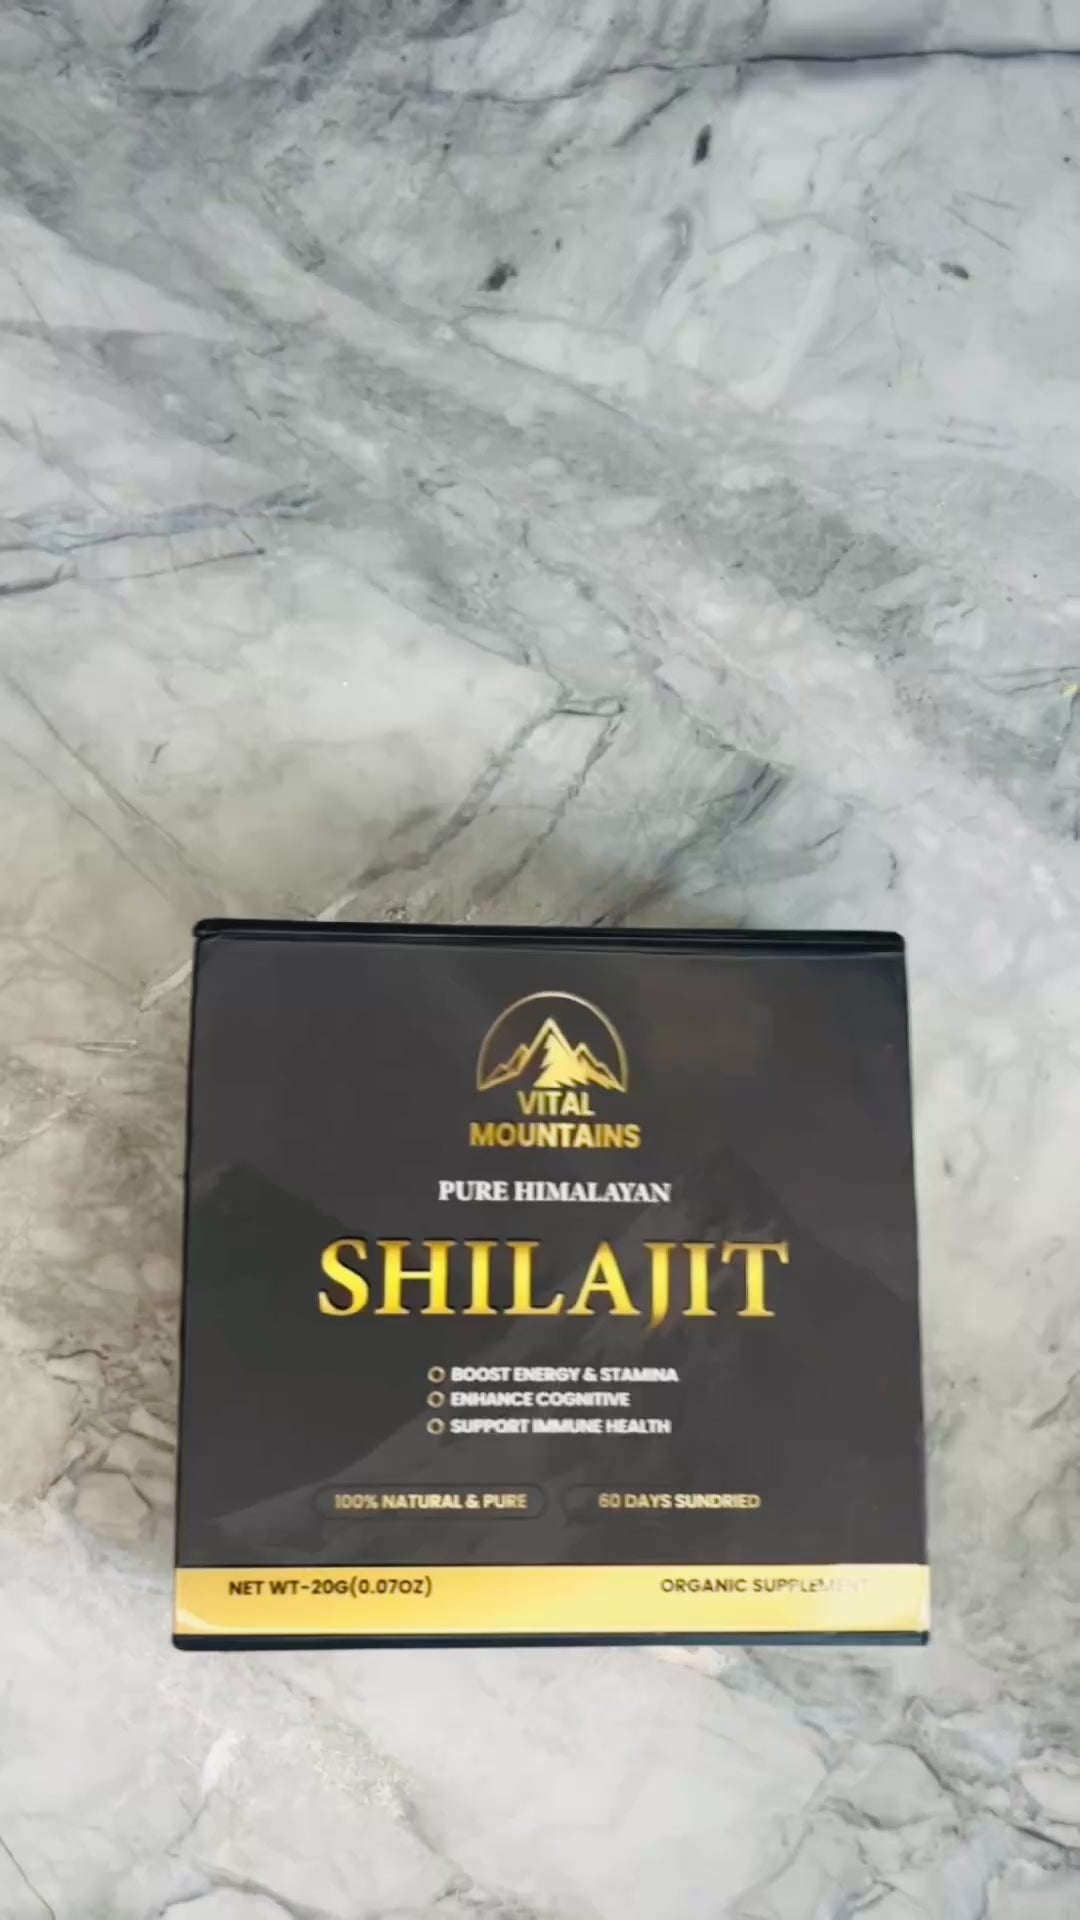 VITAL
MOUNTAINS
PURE HIMALAYAN
SHILAJIT
BOOST ENERGY & STAMINA
ENHANCE COGNITIVE
SUPPORT IMMUNE HEALTH
100% NATURAL & PURE
60 DAYS SUNDRIED
NET WT-20G(0.07OZ)
ORGANIC SUPPLEMENT